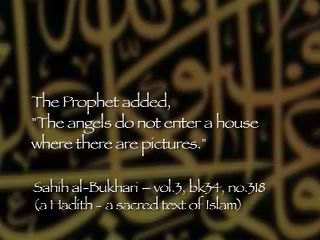 The Prophet added,
"The angels do not enter a house
where there are pictures."
Sahih al-Bukhari – vol.3, bk34, no.318
(a Hadith - a sacred text of Islam)